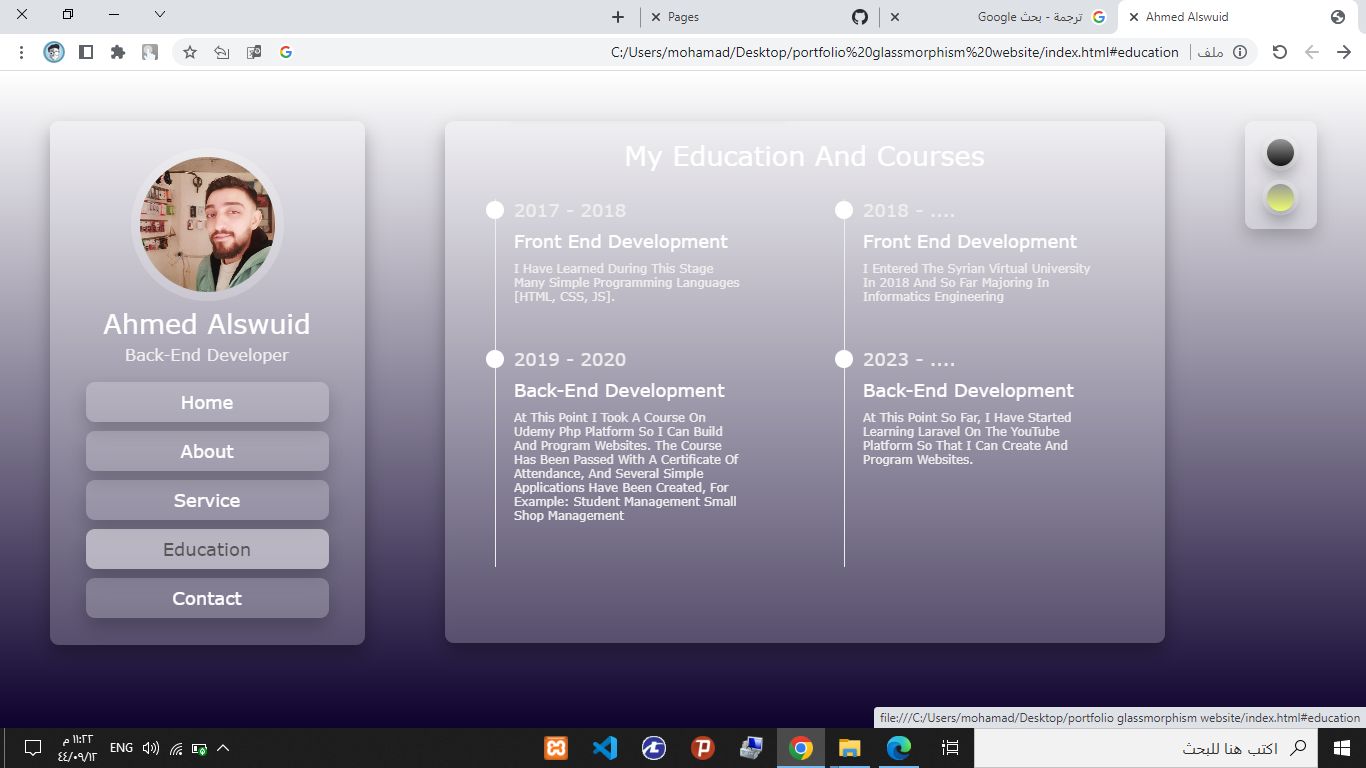 Pages
ترجمة - بحث Google
Ahmed Alswuid
C:/Users/mohamad/Desktop/portfolio%20glassmorphism%20website/index.html#education
ملف
Ahmed Alswuid
Back-End Developer
Home
About
Service
Education
Contact
My Education And Courses
2017 - 2018
Front End Development
I Have Learned During This Stage
Many Simple Programming Languages
[HTML, CSS, JS].
2019 - 2020
Back-End Development
At This Point I Took A Course On
Udemy Php Platform So I Can Build
And Program Websites. The Course
Has Been Passed With A Certificate Of
Attendance, And Several Simple
Applications Have Been Created, For
Example: Student Management Small
Shop Management
2018 - ....
Front End Development
I Entered The Syrian Virtual University
In 2018 And So Far Majoring In
Informatics Engineering
2023 - ....
Back-End Development
At This Point So Far, I Have Started
Learning Laravel On The YouTube
Platform So That I Can Create And
Program Websites.
file:///C:/Users/mohamad/Desktop/portfolio glassmorphism website/index.html#education
اكتب هنا للبحث
ENG
١١:٢٢ م
٤٤/٠٩/١٢